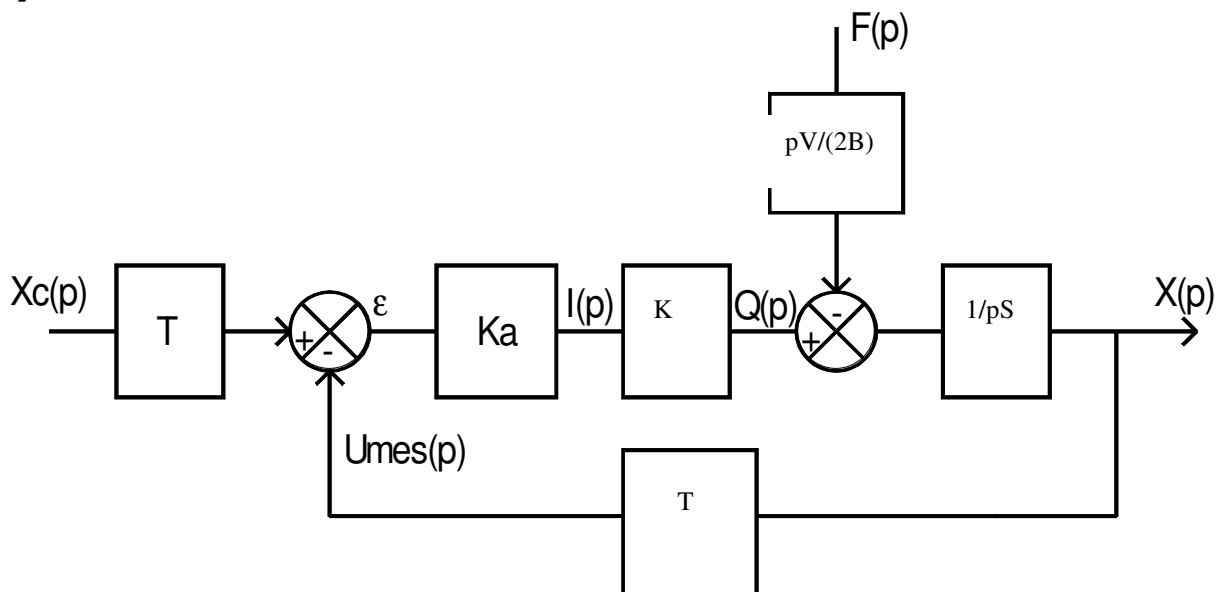 F(p)
pV/(2B)
Xc(p)
T
+
-
ε
Ka
I(p)
K
Q(p)
+
-
1/pS
X(p)
Umes(p)
T